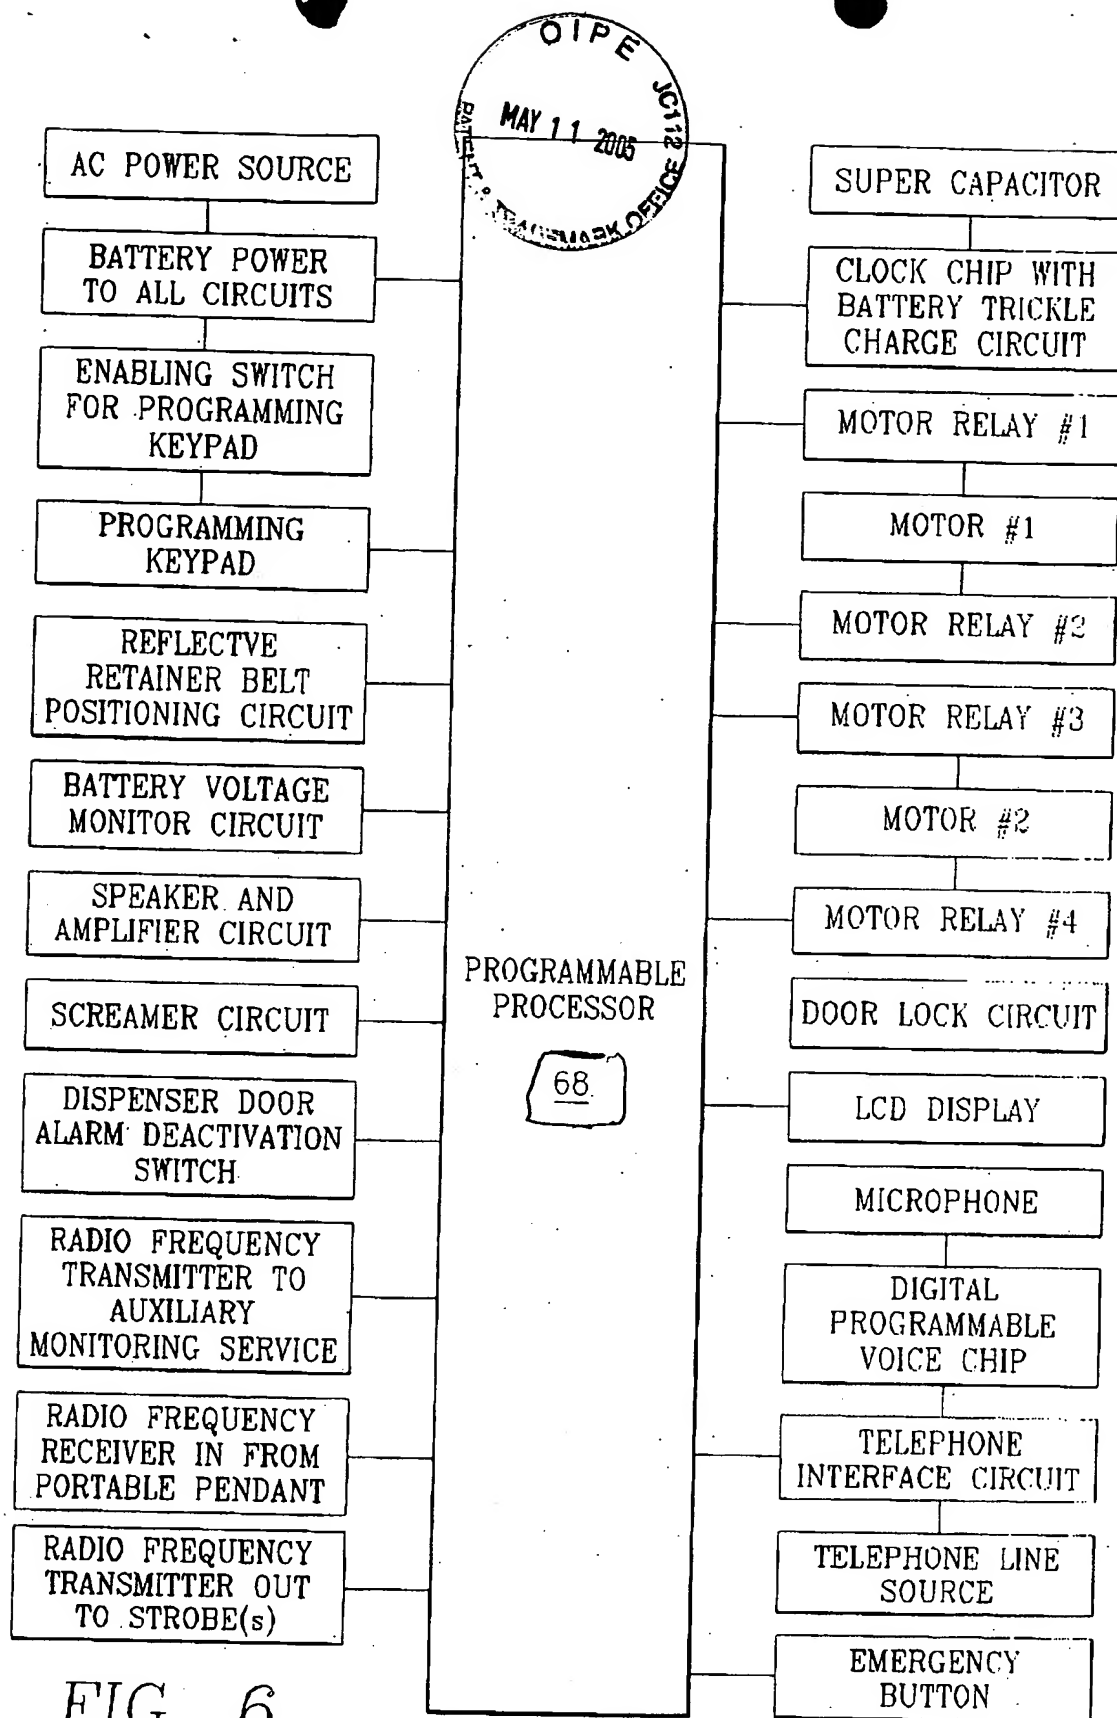 OIPE
JC112
MAY 11 2005
PATENT & TRADEMARK OFFICE
AC POWER SOURCE
BATTERY POWER
TO ALL CIRCUITS
ENABLING SWITCH
FOR PROGRAMMING
KEYPAD
PROGRAMMING
KEYPAD
REFLECTVE
RETAINER BELT
POSITIONING CIRCUIT
BATTERY VOLTAGE
MONITOR CIRCUIT
SPEAKER AND
AMPLIFIER CIRCUIT
SCREAMER CIRCUIT
DISPENSER DOOR
ALARM DEACTIVATION
SWITCH
RADIO FREQUENCY
TRANSMITTER TO
AUXILIARY
MONITORING SERVICE
RADIO FREQUENCY
RECEIVER IN FROM
PORTABLE PENDANT
RADIO FREQUENCY
TRANSMITTER OUT
TO STROBE(s)
PROGRAMMABLE
PROCESSOR
68
SUPER CAPACITOR
CLOCK CHIP WITH
BATTERY TRICKLE
CHARGE CIRCUIT
MOTOR RELAY #1
MOTOR #1
MOTOR RELAY #2
MOTOR RELAY #3
MOTOR #2
MOTOR RELAY #4
DOOR LOCK CIRCUIT
LCD DISPLAY
MICROPHONE
DIGITAL
PROGRAMMABLE
VOICE CHIP
TELEPHONE
INTERFACE CIRCUIT
TELEPHONE LINE
SOURCE
EMERGENCY
BUTTON
FIG. 6